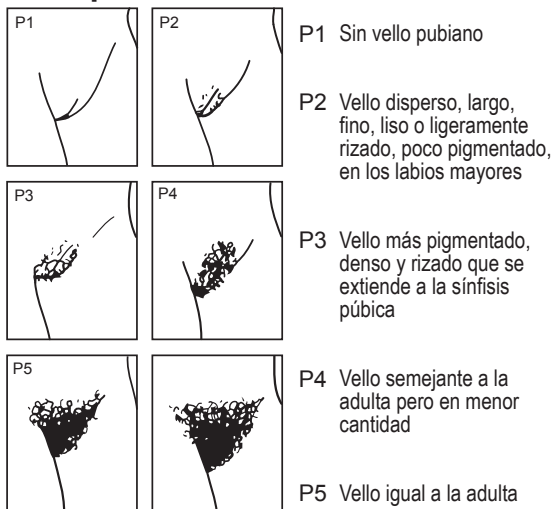 P1
P2
P1 Sin vello pubiano
P2 Vello disperso, largo,
fino, liso o ligeramente
rizado, poco pigmentado,
en los labios mayores
P3
P4
P3 Vello más pigmentado,
denso y rizado que se
extiende a la sínfisis
púbica
P5
P4 Vello semejante a la
adulta pero en menor
cantidad
P5 Vello igual a la adulta